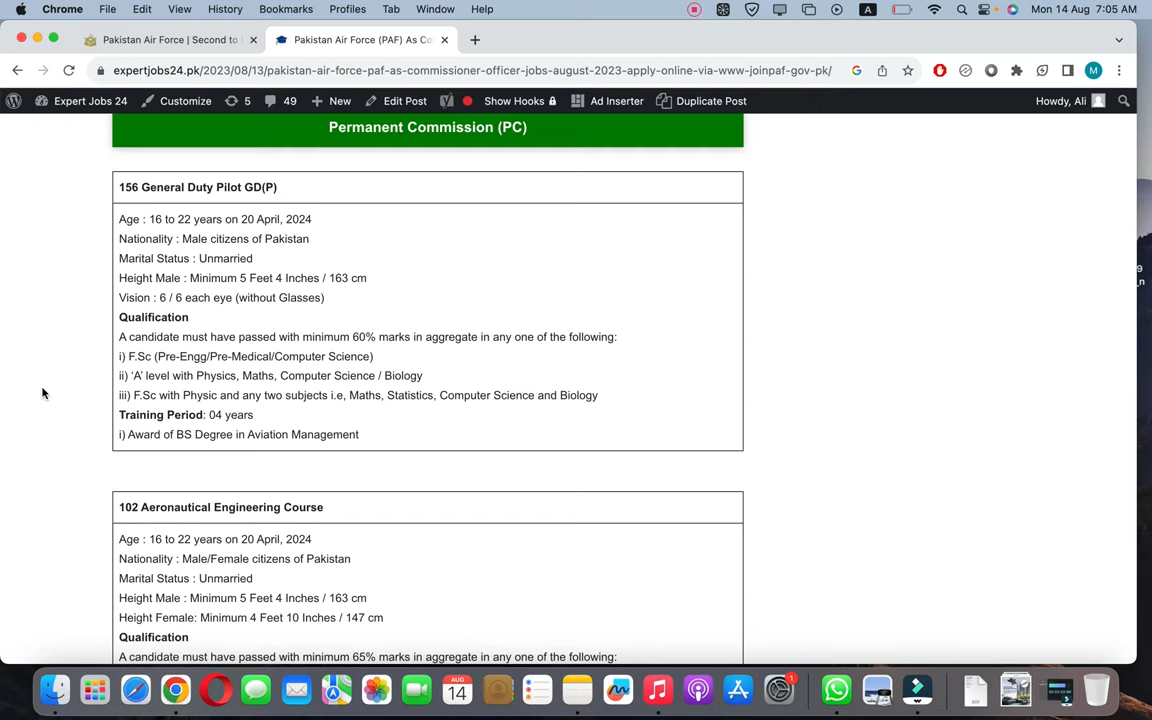 Chrome File Edit View History Bookmarks Profiles Tab Window Help A Mon 14 Aug 7:05 AM
Pakistan Air Force | Second to Pakistan Air Force (PAF) As Co
expertjobs24.pk/2023/08/13/pakistan-air-force-paf-as-commissioner-officer-jobs-august-2023-apply-online-via-www-joinpaf-gov-pk/ M
Expert Jobs 24 Customize 5 49 New Edit Post Show Hooks Ad Inserter Duplicate Post Howdy, Ali
Permanent Commission (PC)
156 General Duty Pilot GD(P)
Age : 16 to 22 years on 20 April, 2024
Nationality : Male citizens of Pakistan
Marital Status : Unmarried
Height Male : Minimum 5 Feet 4 Inches / 163 cm
Vision : 6 / 6 each eye (without Glasses)
Qualification
A candidate must have passed with minimum 60% marks in aggregate in any one of the following:
i) F.Sc (Pre-Engg/Pre-Medical/Computer Science)
ii) ‘A’ level with Physics, Maths, Computer Science / Biology
iii) F.Sc with Physic and any two subjects i.e, Maths, Statistics, Computer Science and Biology
Training Period: 04 years
i) Award of BS Degree in Aviation Management
102 Aeronautical Engineering Course
Age : 16 to 22 years on 20 April, 2024
Nationality : Male/Female citizens of Pakistan
Marital Status : Unmarried
Height Male : Minimum 5 Feet 4 Inches / 163 cm
Height Female: Minimum 4 Feet 10 Inches / 147 cm
Qualification
A candidate must have passed with minimum 65% marks in aggregate in any one of the following:
9
_n
AUG
14
1